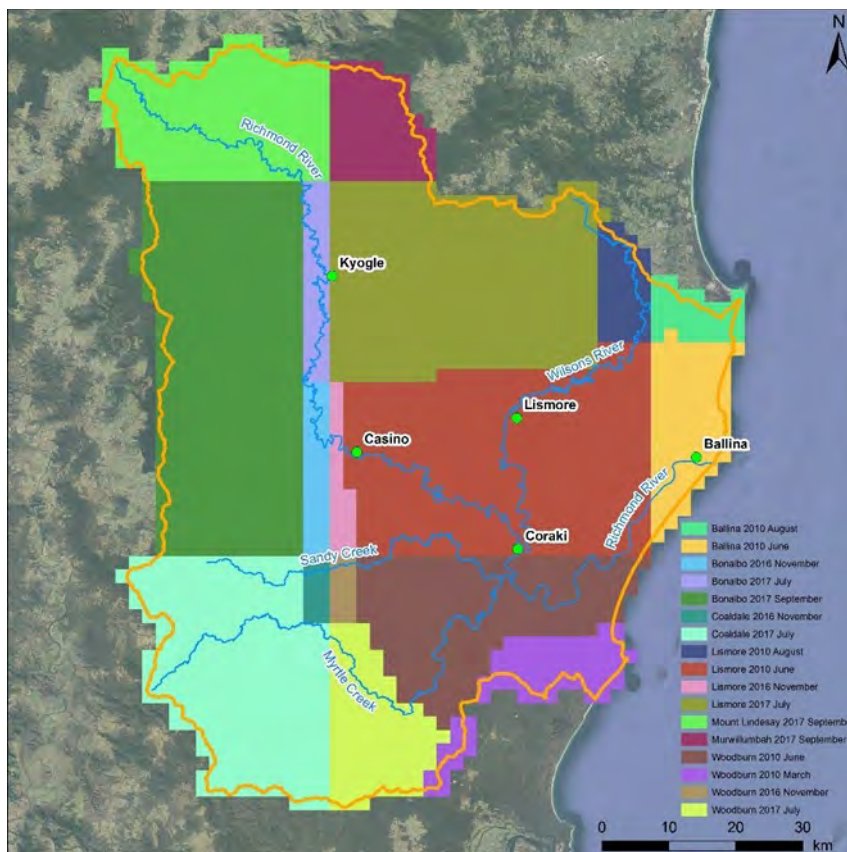 N
Richmond River
Kyogle
Wilsons River
Lismore
Casino
Ballina
Richmond River
Coraki
Sandy Creek
Myrtle Creek
Ballina 2010 August
Ballina 2010 June
Bonalbo 2016 November
Bonalbo 2017 July
Bonalbo 2017 September
Coaldale 2016 November
Coaldale 2017 July
Lismore 2010 August
Lismore 2010 June
Lismore 2016 November
Lismore 2017 July
Mount Lindesay 2017 September
Murwillumbah 2017 September
Woodburn 2010 June
Woodburn 2010 March
Woodburn 2016 November
Woodburn 2017 July
0 10 20 30
km